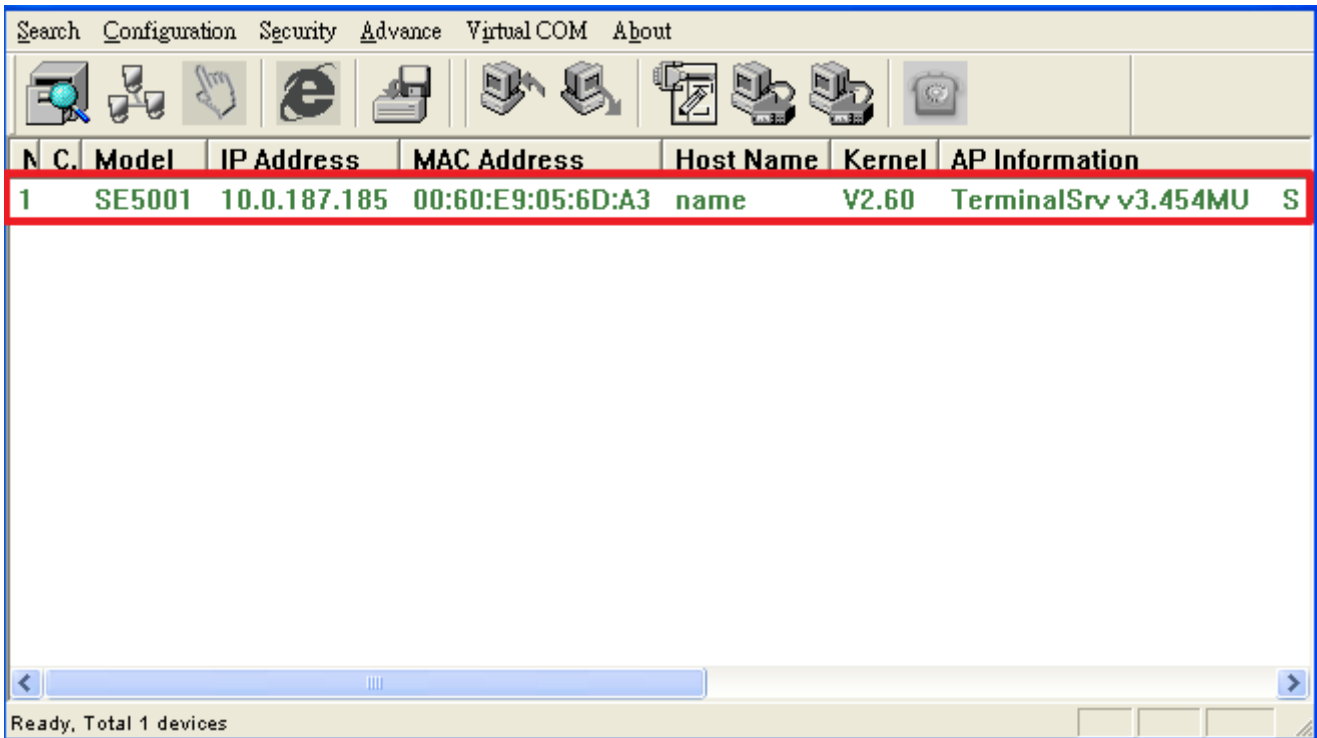 Search Configuration Security Advance Virtual COM About
N C. Model IP Address MAC Address Host Name Kernel AP Information
1 SE5001 10.0.187.185 00:60:E9:05:6D:A3 name V2.60 TerminalSrv v3.454MU S
Ready, Total 1 devices